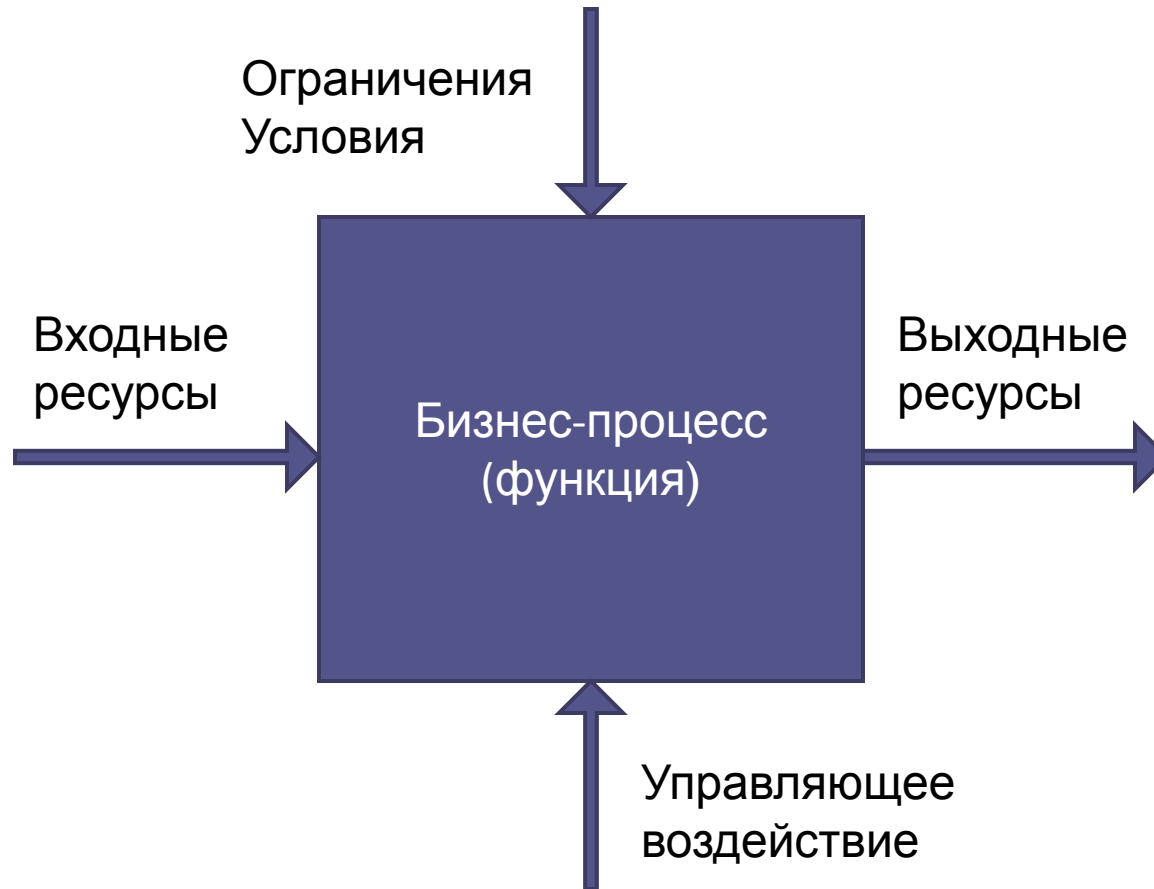 Ограничения
Условия
Входные
ресурсы
Бизнес-процесс
(функция)
Выходные
ресурсы
Управляющее
воздействие